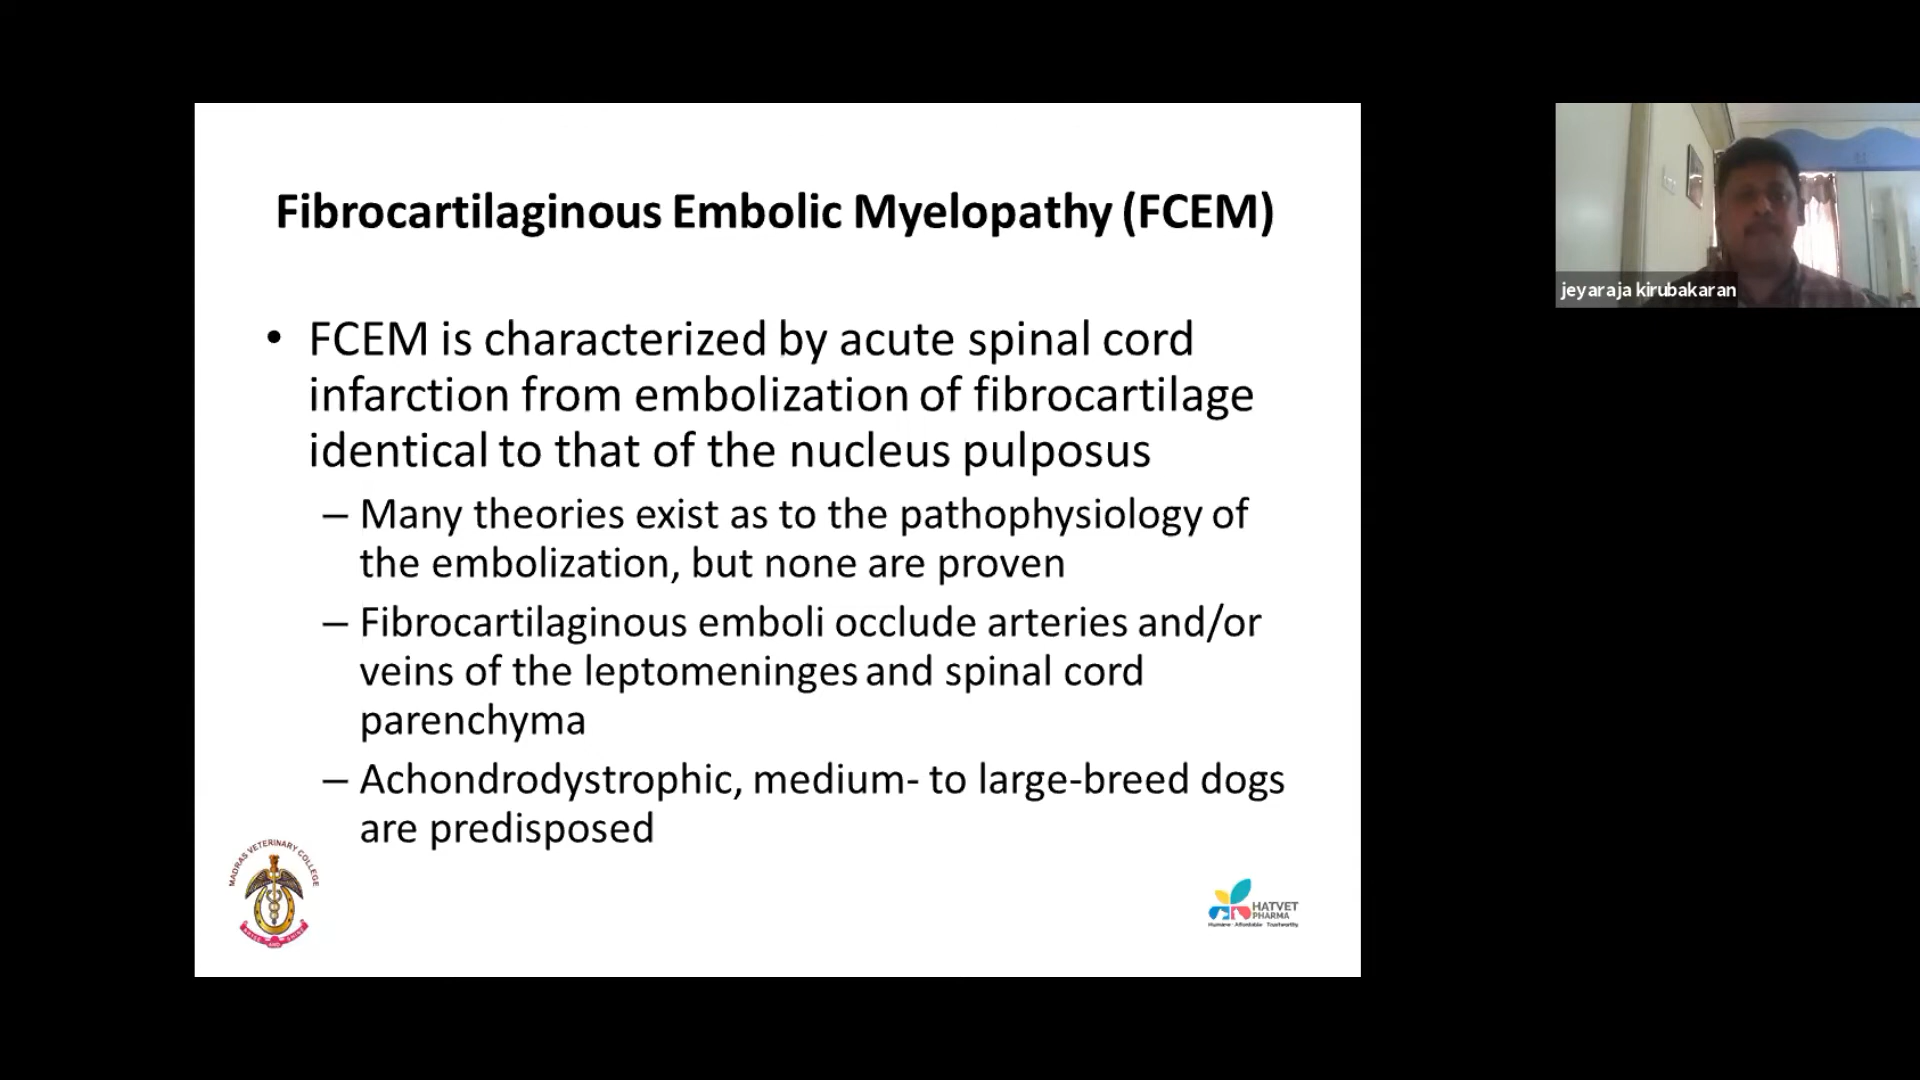 Fibrocartilaginous Embolic Myelopathy (FCEM)
• FCEM is characterized by acute spinal cord
infarction from embolization of fibrocartilage
identical to that of the nucleus pulposus
– Many theories exist as to the pathophysiology of
the embolization, but none are proven
– Fibrocartilaginous emboli occlude arteries and/or
veins of the leptomeninges and spinal cord
parenchyma
– Achondrodystrophic, medium- to large-breed dogs
are predisposed
MADRAS VETERINARY COLLEGE
AND
HATVET
PHARMA
Humane · Affordable · Trustworthy
jeyaraja kirubakaran